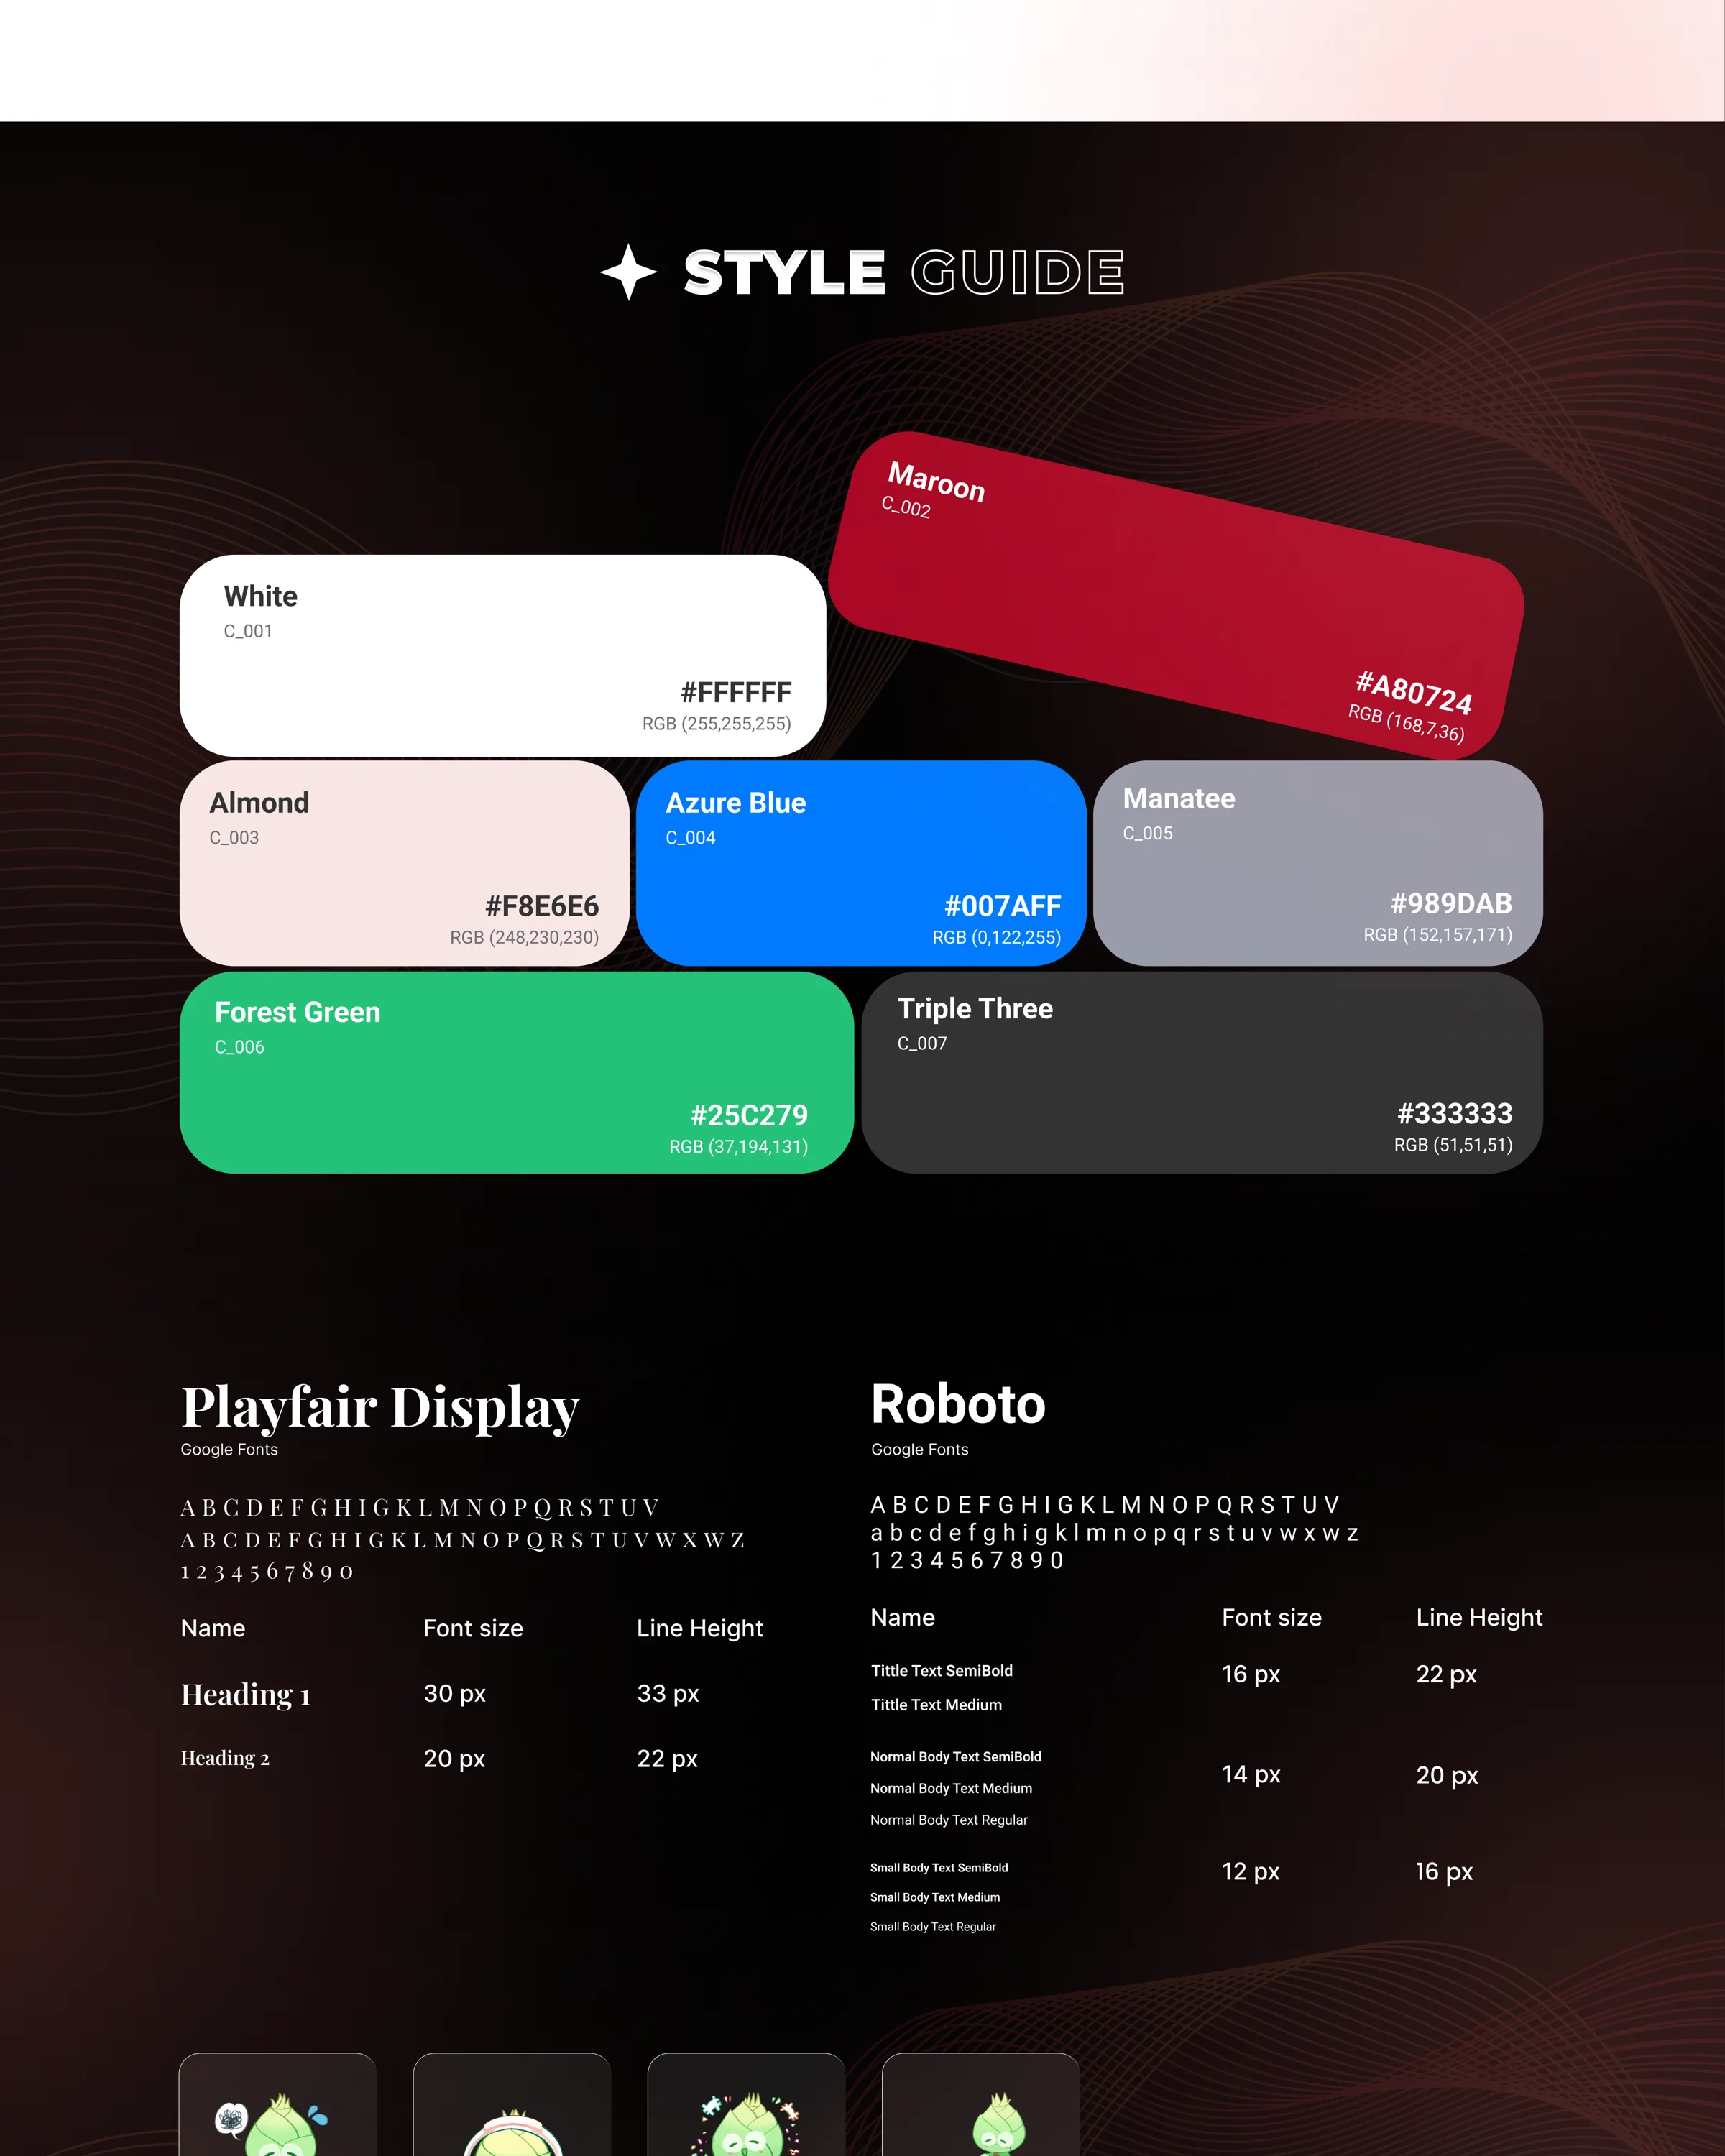 STYLE GUIDE
Maroon
C_002
#A80724
RGB (168,7,36)
White
C_001
#FFFFFF
RGB (255,255,255)
Almond
C_003
#F8E6E6
RGB (248,230,230)
Azure Blue
C_004
#007AFF
RGB (0,122,255)
Manatee
C_005
#989DAB
RGB (152,157,171)
Forest Green
C_006
#25C279
RGB (37,194,131)
Triple Three
C_007
#333333
RGB (51,51,51)
Playfair Display
Google Fonts
A B C D E F G H I G K L M N O P Q R S T U V
A B C D E F G H I G K L M N O P Q R S T U V W X W Z
1 2 3 4 5 6 7 8 9 0
Name Font size Line Height
Heading 1 30 px 33 px
Heading 2 20 px 22 px
Roboto
Google Fonts
A B C D E F G H I G K L M N O P Q R S T U V
a b c d e f g h i g k l m n o p q r s t u v w x w z
1 2 3 4 5 6 7 8 9 0
Name Font size Line Height
Tittle Text SemiBold 16 px 22 px
Tittle Text Medium
Normal Body Text SemiBold
14 px 20 px
Normal Body Text Medium
Normal Body Text Regular
Small Body Text SemiBold 12 px 16 px
Small Body Text Medium
Small Body Text Regular